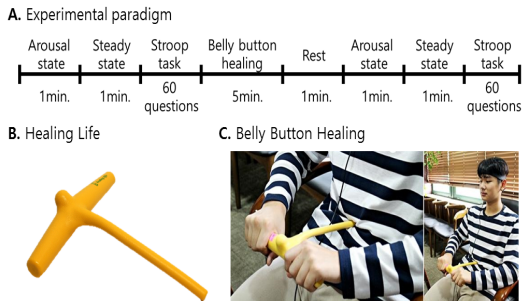 A. Experimental paradigm
Arousal state
Steady state
Stroop task
Belly button healing
Rest
Arousal state
Steady state
Stroop task
1min.
1min.
60 questions
5min.
1min.
1min.
1min.
60 questions
B. Healing Life
C. Belly Button Healing